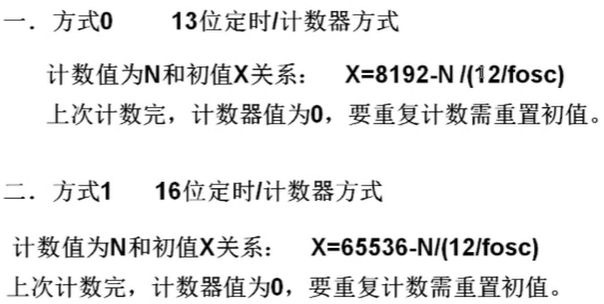 一．方式0 13位定时/计数器方式
计数值为N和初值X关系： X=8192-N /(12/fosc)
上次计数完，计数器值为0，要重复计数需重置初值。
二．方式1 16位定时/计数器方式
计数值为N和初值X关系： X=65536-N/(12/fosc)
上次计数完，计数器值为0，要重复计数需重置初值。